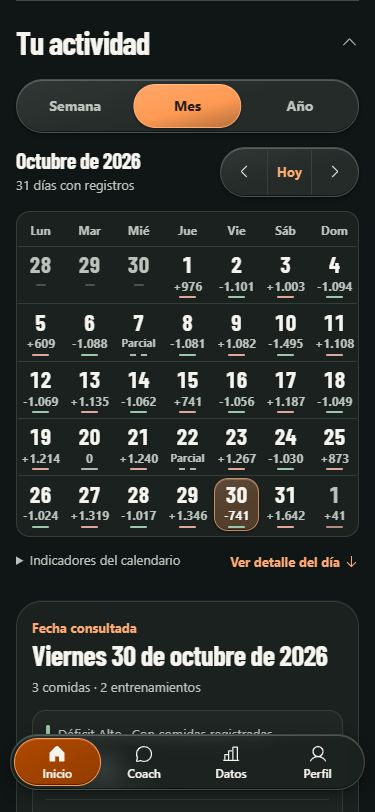 Tu actividad
Semana Mes Año
Octubre de 2026
31 días con registros
Hoy
Lun Mar Mié Jue Vie Sáb Dom
28 29 30 1 2 3 4
— — — +976 -1.101 +1.003 -1.094
5 6 7 8 9 10 11
+609 -1.088 Parcial -1.081 +1.082 -1.495 +1.108
12 13 14 15 16 17 18
-1.069 +1.135 -1.062 +741 -1.056 +1.187 -1.049
19 20 21 22 23 24 25
+1.214 0 +1.240 Parcial +1.267 -1.030 +873
26 27 28 29 30 31 1
-1.024 +1.319 -1.017 +1.346 -741 +1.642 +41
Indicadores del calendario
Ver detalle del día ↓
Fecha consultada
Viernes 30 de octubre de 2026
3 comidas · 2 entrenamientos
Déficit Alto · Con comidas registradas
Inicio Coach Datos Perfil